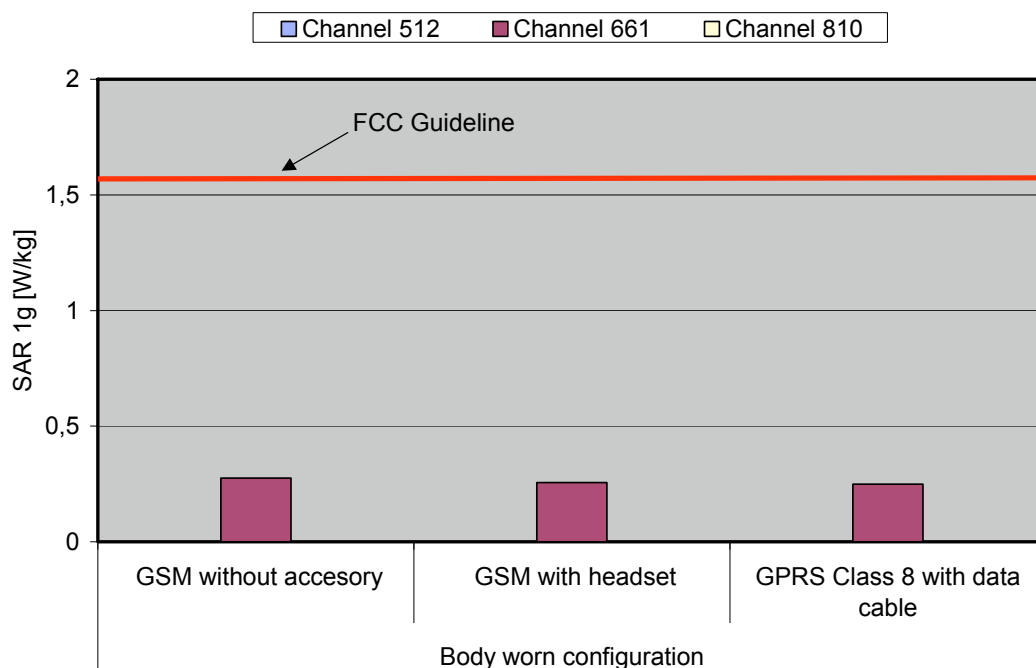 Channel 512 Channel 661 Channel 810
2
FCC Guideline
1,5
1
0,5
0
SAR 1g [W/kg]
GSM without accesory
GSM with headset
GPRS Class 8 with data
cable
Body worn configuration